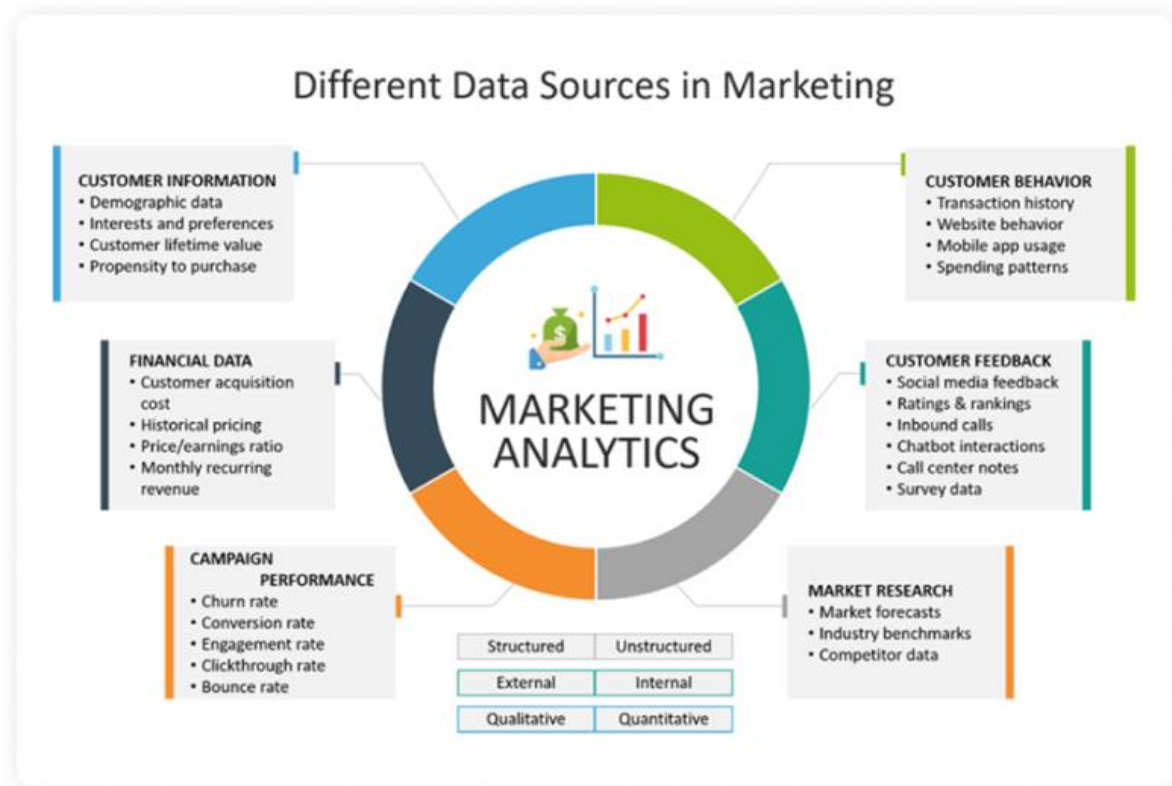 Different Data Sources in Marketing
CUSTOMER INFORMATION
• Demographic data
• Interests and preferences
• Customer lifetime value
• Propensity to purchase
FINANCIAL DATA
• Customer acquisition
cost
• Historical pricing
• Price/earnings ratio
• Monthly recurring
revenue
CAMPAIGN
PERFORMANCE
• Churn rate
• Conversion rate
• Engagement rate
• Clickthrough rate
• Bounce rate
$
MARKETING
ANALYTICS
CUSTOMER BEHAVIOR
• Transaction history
• Website behavior
• Mobile app usage
• Spending patterns
CUSTOMER FEEDBACK
• Social media feedback
• Ratings & rankings
• Inbound calls
• Chatbot interactions
• Call center notes
• Survey data
MARKET RESEARCH
• Market forecasts
• Industry benchmarks
• Competitor data
Structured Unstructured
External Internal
Qualitative Quantitative